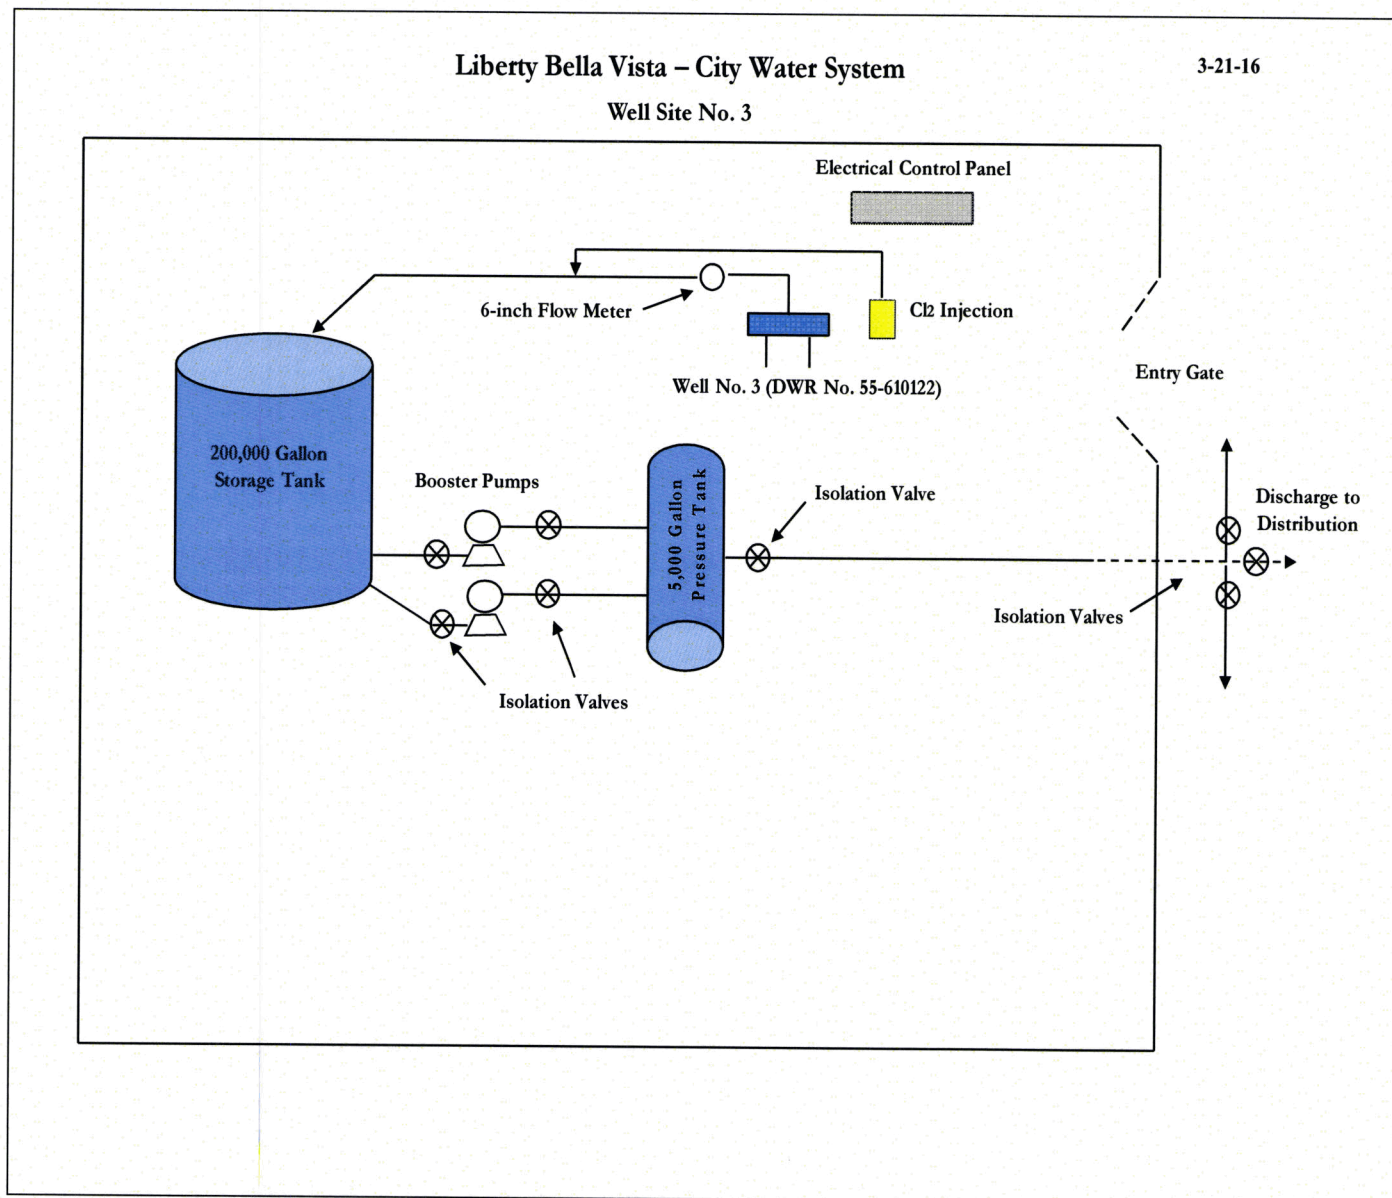 Liberty Bella Vista – City Water System
3-21-16
Well Site No. 3
Electrical Control Panel
6-inch Flow Meter
Cl2 Injection
Well No. 3 (DWR No. 55-610122)
Entry Gate
200,000 Gallon
Storage Tank
Booster Pumps
5,000 Gallon
Pressure Tank
Isolation Valve
Discharge to
Distribution
Isolation Valves
Isolation Valves